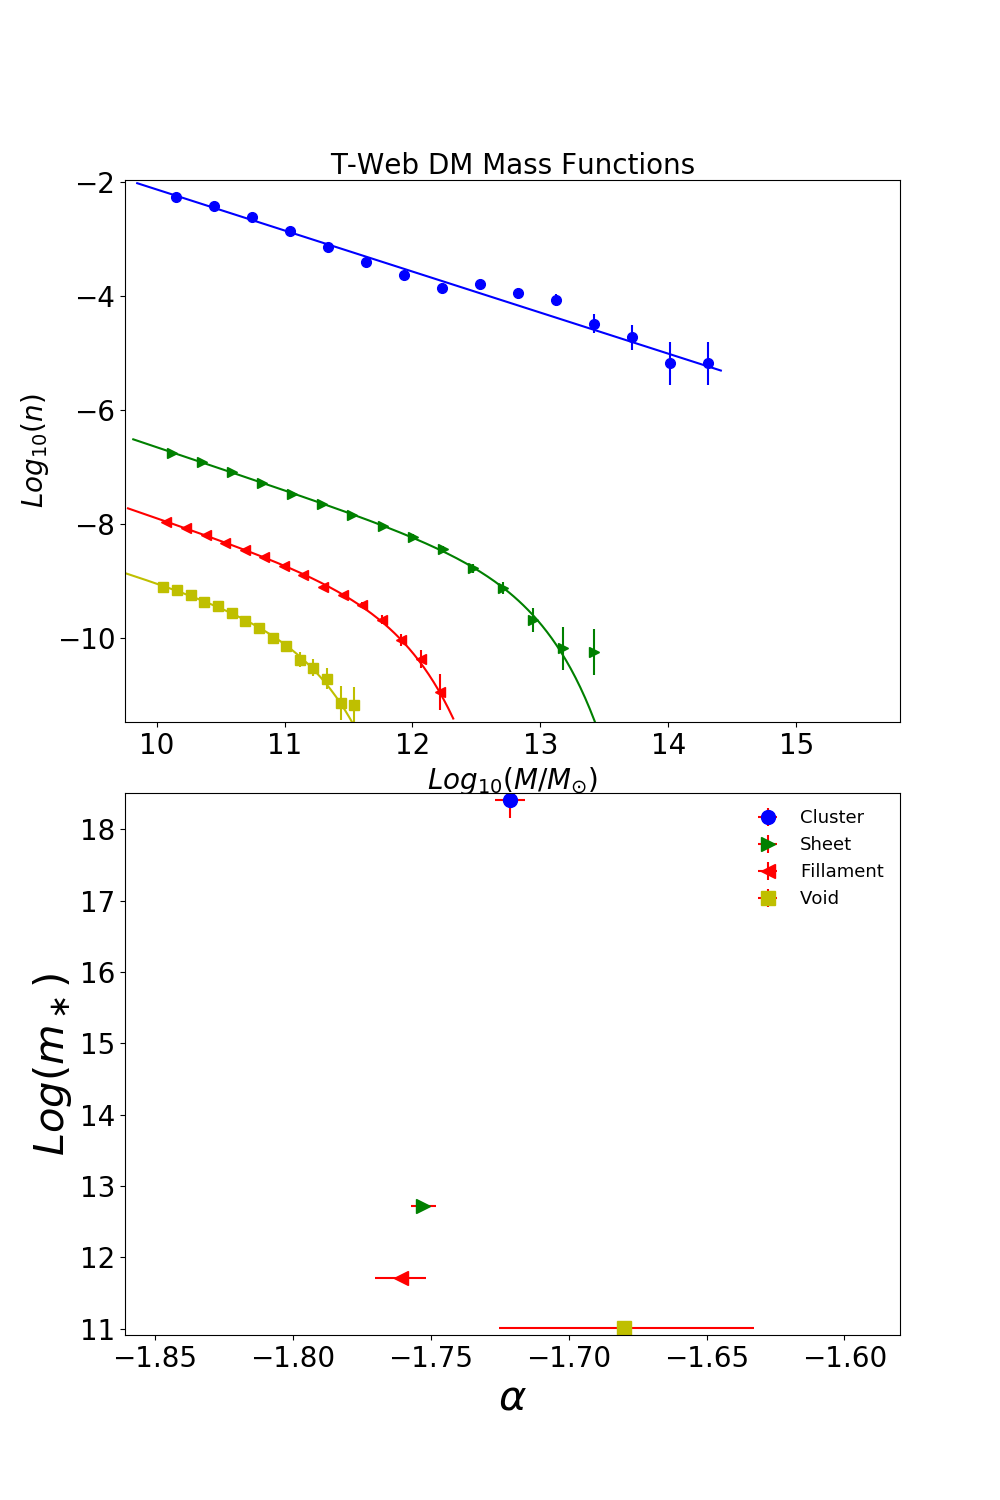 T-Web DM Mass Functions
−2
−4
−6
−8
−10
Log₁₀(n)
10 11 12 13 14 15
Log₁₀(M/M⊙)
18
17
16
15
14
13
12
11
Log(m∗)
Cluster
Sheet
Fillament
Void
−1.85 −1.80 −1.75 −1.70 −1.65 −1.60
α